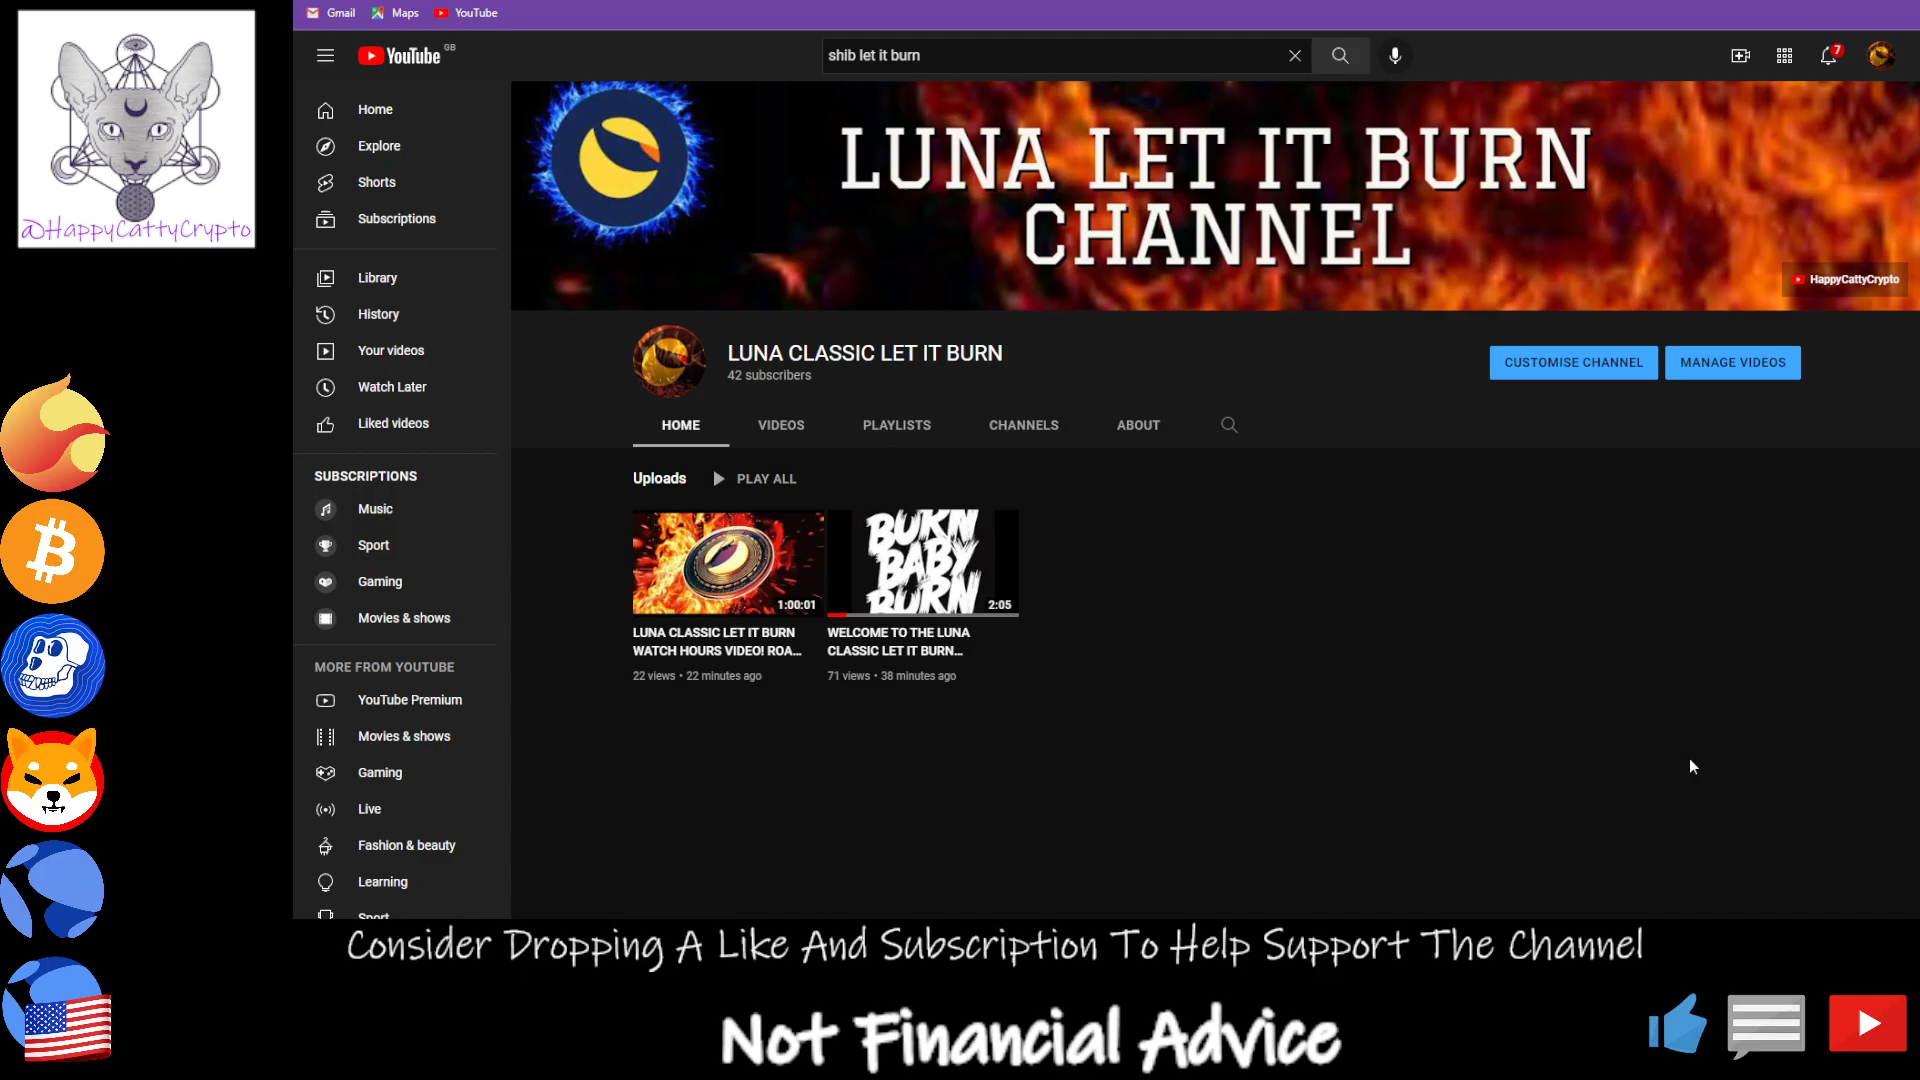 @HappyCattyCrypto
Gmail
Maps
YouTube
YouTube GB
shib let it burn
7
Home
Explore
Shorts
Subscriptions
Library
History
Your videos
Watch Later
Liked videos
SUBSCRIPTIONS
Music
Sport
Gaming
Movies & shows
MORE FROM YOUTUBE
YouTube Premium
Movies & shows
Gaming
Live
Fashion & beauty
Learning
Sport
LUNA LET IT BURN
CHANNEL
HappyCattyCrypto
LUNA CLASSIC LET IT BURN
42 subscribers
CUSTOMISE CHANNEL
MANAGE VIDEOS
HOME
VIDEOS
PLAYLISTS
CHANNELS
ABOUT
Uploads
PLAY ALL
1:00:01
LUNA CLASSIC LET IT BURN
WATCH HOURS VIDEO! ROA...
22 views • 22 minutes ago
BURN
BABY
BURN
2:05
WELCOME TO THE LUNA
CLASSIC LET IT BURN...
71 views • 38 minutes ago
Consider Dropping A Like And Subscription To Help Support The Channel
Not Financial Advice